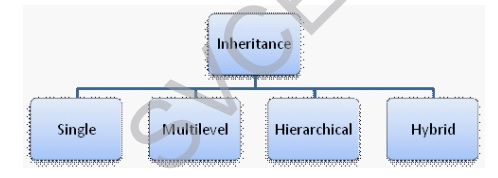 Inheritance
Single
Multilevel
Hierarchical
Hybrid